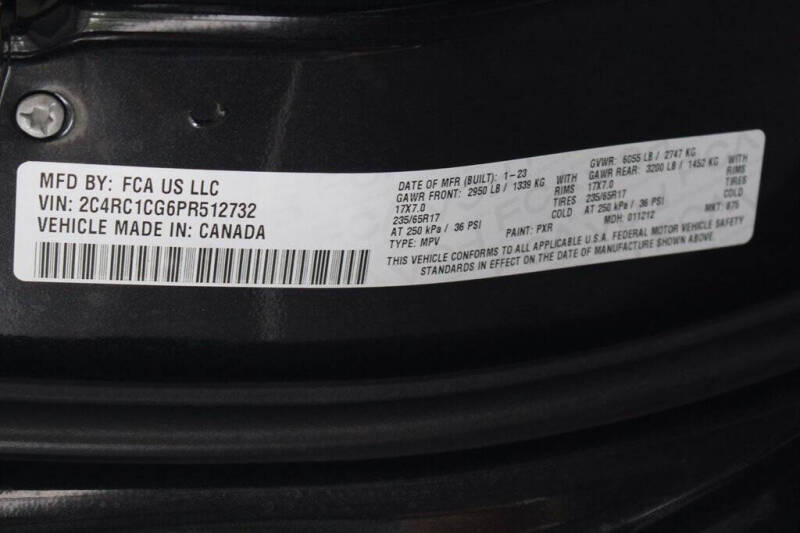 MFD BY: FCA US LLC
VIN: 2C4RC1CG6PR512732
VEHICLE MADE IN: CANADA
DATE OF MFR (BUILT): 1-23 GVWR: 6055 LB / 2747 KG
GAWR FRONT: 2950 LB / 1339 KG WITH GAWR REAR: 3200 LB / 1452 KG WITH
17X7.0 RIMS 17X7.0 RIMS
235/65R17 TIRES 235/65R17 TIRES
AT 250 kPa / 36 PSI COLD AT 250 kPa / 36 PSI COLD
TYPE: MPV PAINT: PXR MDH: 011212 MKT: 875
THIS VEHICLE CONFORMS TO ALL APPLICABLE U.S.A. FEDERAL MOTOR VEHICLE SAFETY
STANDARDS IN EFFECT ON THE DATE OF MANUFACTURE SHOWN ABOVE.